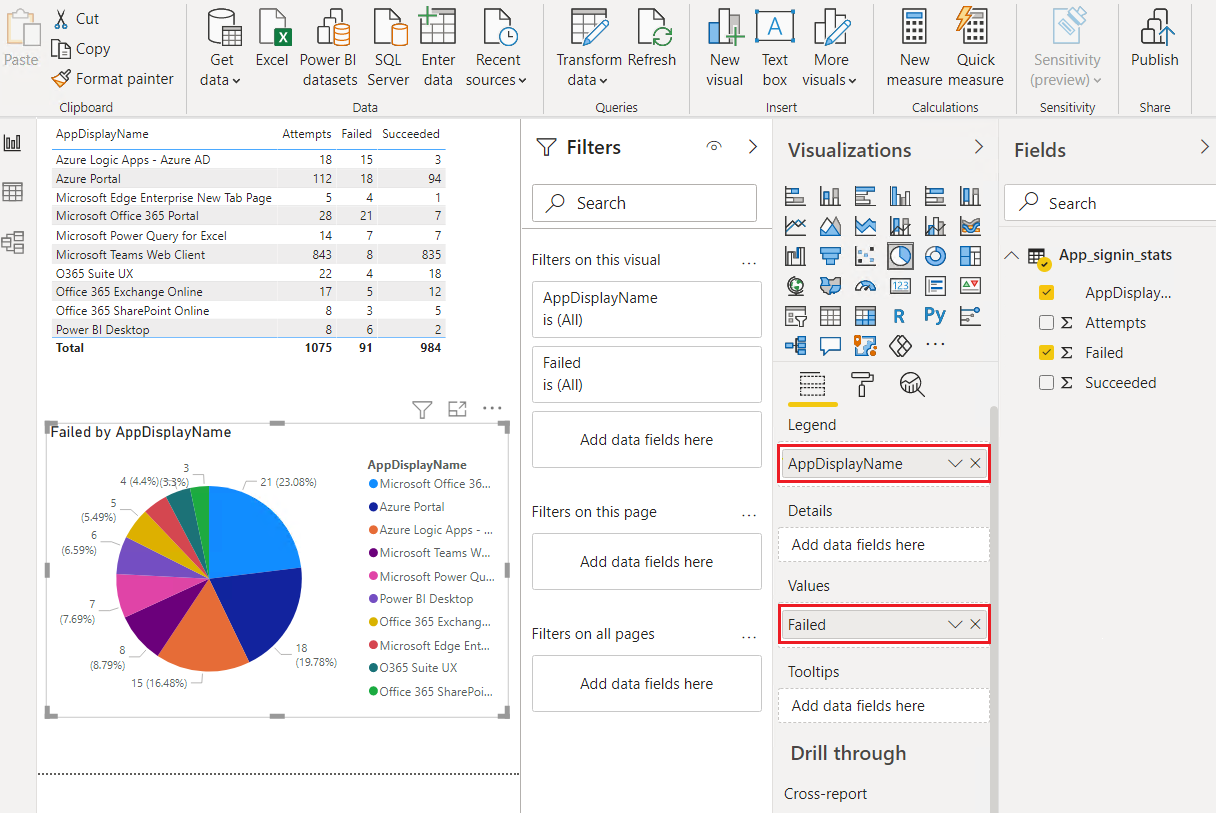 Paste
Cut
Copy
Format painter
Clipboard
Get data
Excel
Power BI datasets
SQL Server
Enter data
Recent sources
Data
Transform data
Refresh
Queries
New visual
Text box
More visuals
Insert
New measure
Quick measure
Calculations
Sensitivity (preview)
Sensitivity
Publish
Share
AppDisplayName Attempts Failed Succeeded
Azure Logic Apps - Azure AD 18 15 3
Azure Portal 112 18 94
Microsoft Edge Enterprise New Tab Page 5 4 1
Microsoft Office 365 Portal 28 21 7
Microsoft Power Query for Excel 14 7 7
Microsoft Teams Web Client 843 8 835
O365 Suite UX 22 4 18
Office 365 Exchange Online 17 5 12
Office 365 SharePoint Online 8 3 5
Power BI Desktop 8 6 2
Total 1075 91 984
Failed by AppDisplayName
3
(3.3%)
4 (4.4%)
5
(5.49%)
6
(6.59%)
7
(7.69%)
8
(8.79%)
15 (16.48%)
18
(19.78%)
21 (23.08%)
AppDisplayName
Microsoft Office 36...
Azure Portal
Azure Logic Apps - ...
Microsoft Teams W...
Microsoft Power Qu...
Power BI Desktop
Office 365 Exchang...
Microsoft Edge Ent...
O365 Suite UX
Office 365 SharePoi...
Filters
Search
Filters on this visual
...
AppDisplayName
is (All)
Failed
is (All)
Add data fields here
Filters on this page
...
Add data fields here
Filters on all pages
...
Add data fields here
Visualizations
123
R
Py
...
Legend
AppDisplayName
Details
Add data fields here
Values
Failed
Tooltips
Add data fields here
Drill through
Cross-report
Fields
Search
App_signin_stats
AppDisplay...
Σ Attempts
Σ Failed
Σ Succeeded